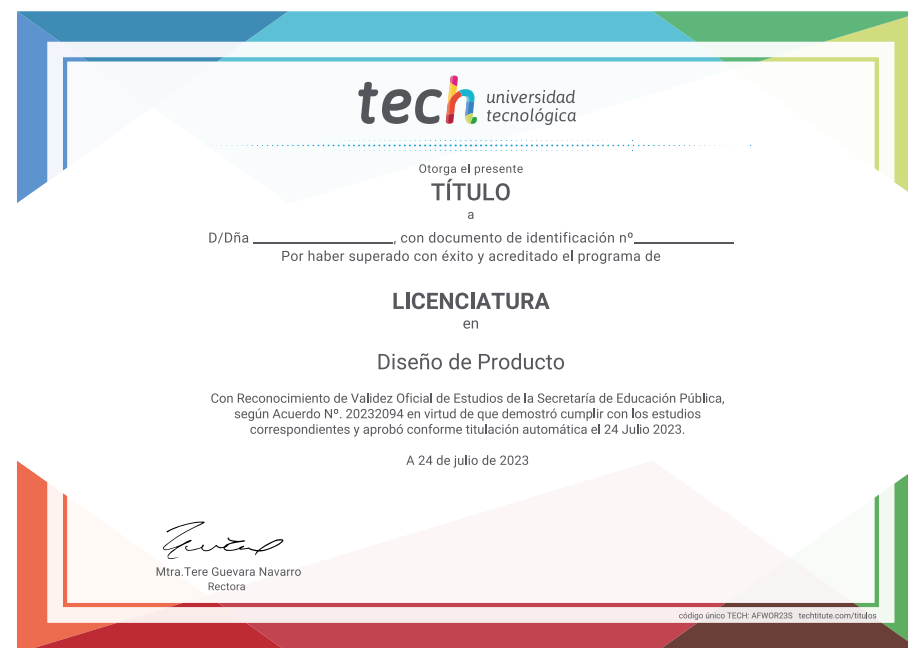 tech universidad
tecnológica
Otorga el presente
TÍTULO
a
D/Dña ____________, con documento de identificación nº____________
Por haber superado con éxito y acreditado el programa de
LICENCIATURA
en
Diseño de Producto
Con Reconocimiento de Validez Oficial de Estudios de la Secretaría de Educación Pública,
según Acuerdo Nº. 20232094 en virtud de que demostró cumplir con los estudios
correspondientes y aprobó conforme titulación automática el 24 Julio 2023.
A 24 de julio de 2023
Mtra.Tere Guevara Navarro
Rectora
código único TECH: AFWOR23S techtitute.com/titulos